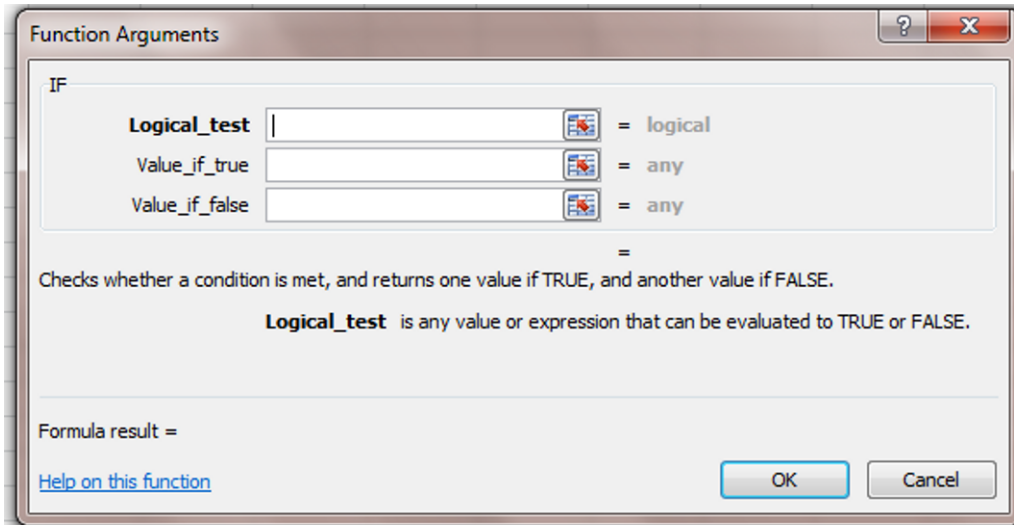 Function Arguments
IF
Logical_test = logical
Value_if_true = any
Value_if_false = any
=
Checks whether a condition is met, and returns one value if TRUE, and another value if FALSE.
Logical_test is any value or expression that can be evaluated to TRUE or FALSE.
Formula result =
Help on this function
OK Cancel